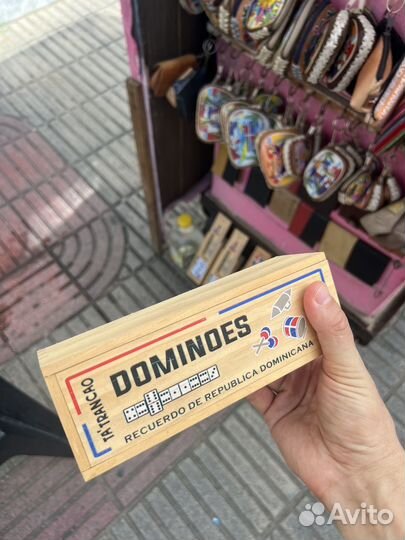 TA' TRANCAO
DOMINOES
RECUERDO DE REPUBLICA DOMINICANA
Avito